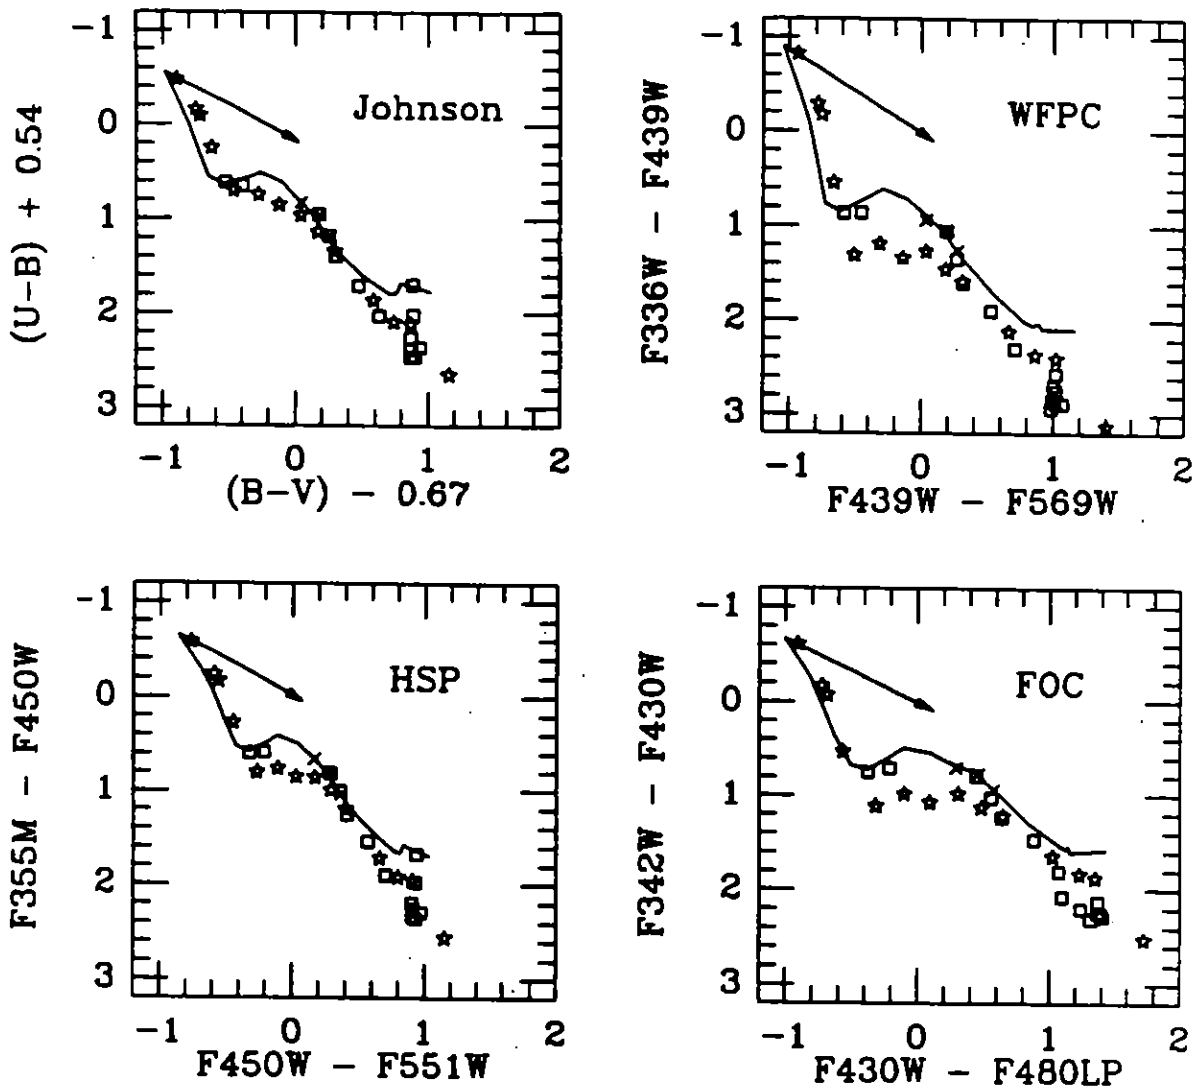 Johnson
(U-B) + 0.54
-1
0
1
2
3
-1 0 1 2
(B-V) - 0.67
WFPC
F336W - F439W
-1
0
1
2
3
-1 0 1 2
F439W - F569W
HSP
F355M - F450W
-1
0
1
2
3
-1 0 1 2
F450W - F551W
FOC
F342W - F430W
-1
0
1
2
3
-1 0 1 2
F430W - F480LP